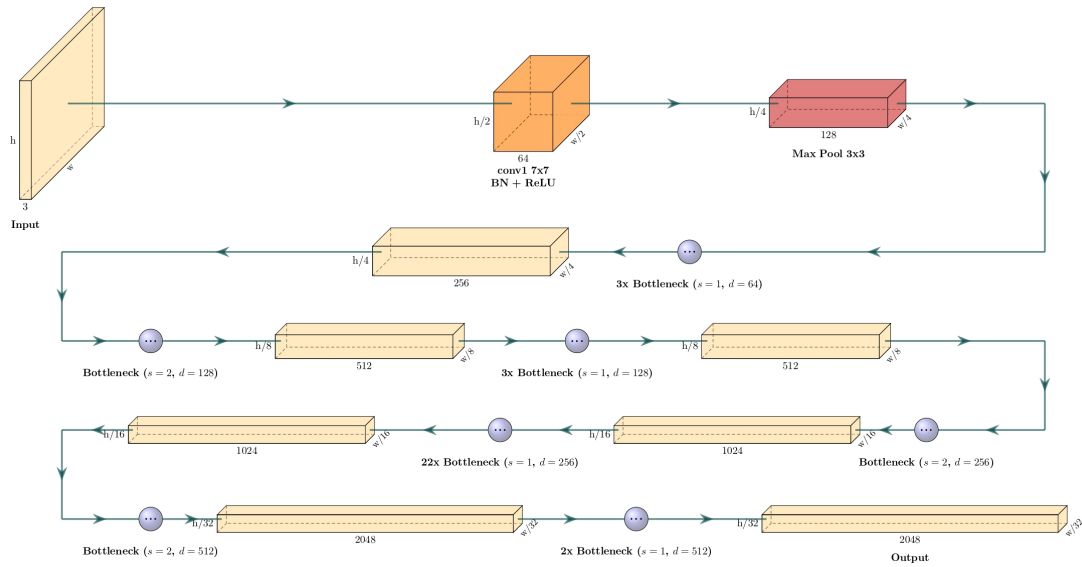 h
w
3
Input
h/2
w/2
64
conv1 7x7
BN + ReLU
h/4
w/4
128
Max Pool 3x3
h/4
w/4
256
3x Bottleneck (s = 1, d = 64)
Bottleneck (s = 2, d = 128)
h/8
w/8
512
3x Bottleneck (s = 1, d = 128)
h/8
w/8
512
h/16
w/16
1024
22x Bottleneck (s = 1, d = 256)
h/16
w/16
1024
Bottleneck (s = 2, d = 256)
Bottleneck (s = 2, d = 512)
h/32
w/32
2048
2x Bottleneck (s = 1, d = 512)
h/32
w/32
2048
Output